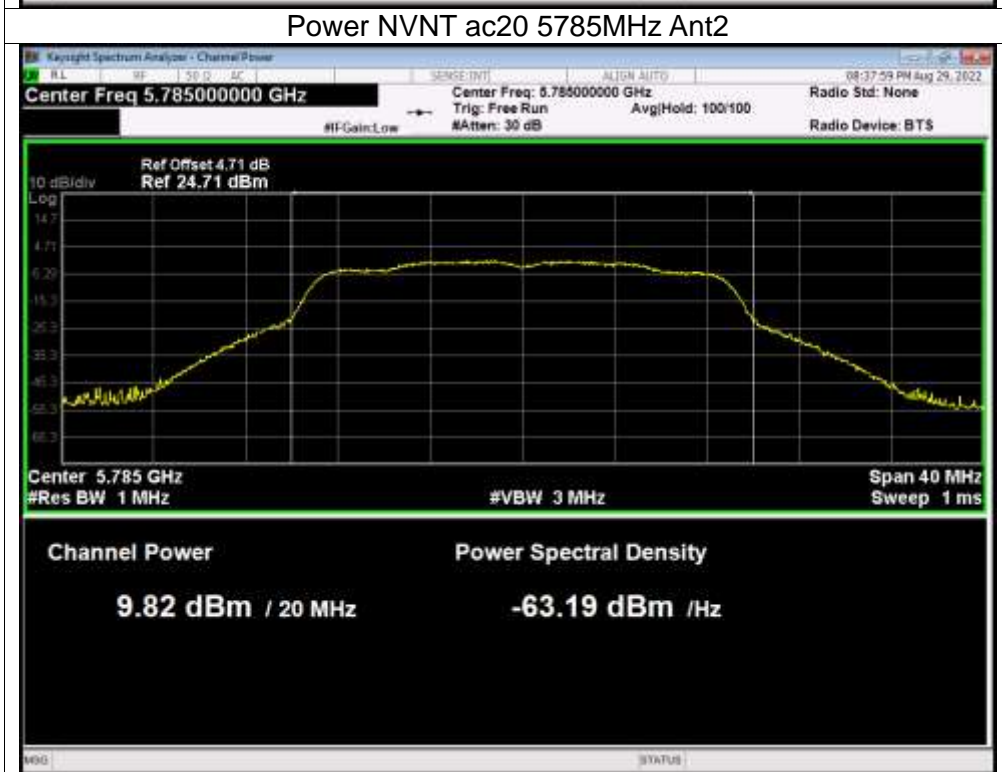 Power NVNT ac20 5785MHz Ant2
Keysight Spectrum Analyzer - Channel Power
RL RF 50 Ω AC SENSE:INT ALIGN AUTO 08:37:59 PM Aug 29, 2022
Center Freq 5.785000000 GHz Center Freq: 5.785000000 GHz Radio Std: None
Trig: Free Run Avg|Hold: 100/100
#IFGain:Low #Atten: 30 dB Radio Device: BTS
Ref Offset 4.71 dB
10 dB/div Ref 24.71 dBm
Log
14.7
4.71
-5.29
-15.3
-25.3
-35.3
-45.3
-55.3
-65.3
Center 5.785 GHz Span 40 MHz
#Res BW 1 MHz #VBW 3 MHz Sweep 1 ms
Channel Power Power Spectral Density
9.82 dBm / 20 MHz -63.19 dBm /Hz
MSG STATUS